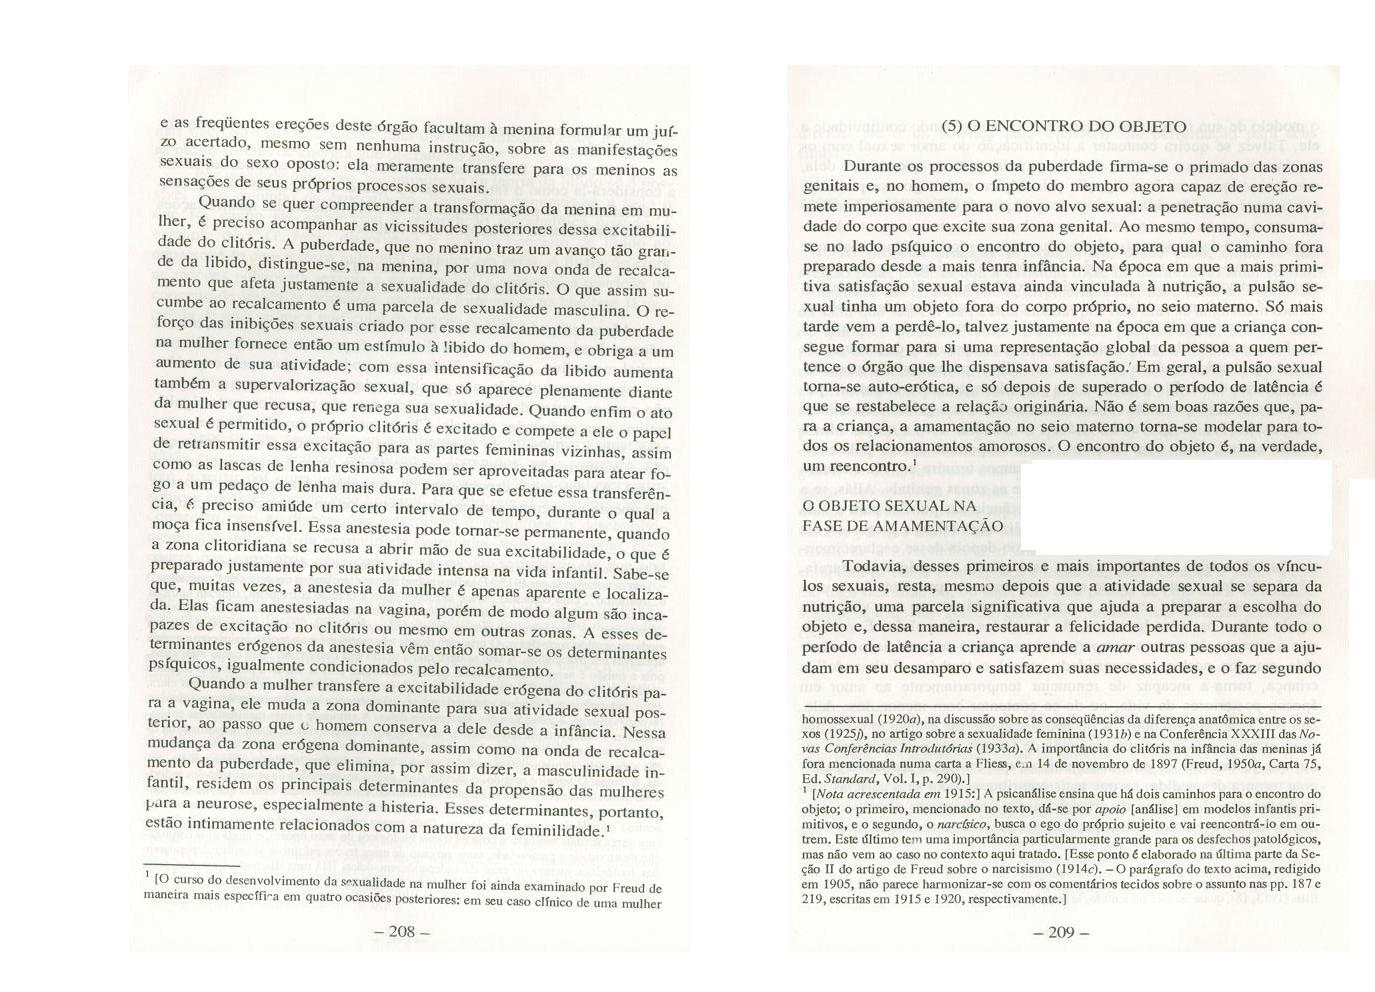 e as freqüentes ereções deste órgão facultam à menina formular um juí-
zo acertado, mesmo sem nenhuma instrução, sobre as manifestações
sexuais do sexo oposto: ela meramente transfere para os meninos as
sensações de seus próprios processos sexuais.
Quando se quer compreender a transformação da menina em mu-
lher, é preciso acompanhar as vicissitudes posteriores dessa excitabili-
dade do clitóris. A puberdade, que no menino traz um avanço tão gran-
de da libido, distingue-se, na menina, por uma nova onda de recalca-
mento que afeta justamente a sexualidade do clitóris. O que assim su-
cumbe ao recalcamento é uma parcela de sexualidade masculina. O re-
forço das inibições sexuais criado por esse recalcamento da puberdade
na mulher fornece então um estímulo à libido do homem, e obriga a um
aumento de sua atividade; com essa intensificação da libido aumenta
também a supervalorização sexual, que só aparece plenamente diante
da mulher que recusa, que renega sua sexualidade. Quando enfim o ato
sexual é permitido, o próprio clitóris é excitado e compete a ele o papel
de retransmitir essa excitação para as partes femininas vizinhas, assim
como as lascas de lenha resinosa podem ser aproveitadas para atear fo-
go a um pedaço de lenha mais dura. Para que se efetue essa transferên-
cia, é preciso amiúde um certo intervalo de tempo, durante o qual a
moça fica insensível. Essa anestesia pode tornar-se permanente, quando
a zona clitoridiana se recusa a abrir mão de sua excitabilidade, o que é
preparado justamente por sua atividade intensa na vida infantil. Sabe-se
que, muitas vezes, a anestesia da mulher é apenas aparente e localiza-
da. Elas ficam anestesiadas na vagina, porém de modo algum são inca-
pazes de excitação no clitóris ou mesmo em outras zonas. A esses de-
terminantes erógenos da anestesia vêm então somar-se os determinantes
psíquicos, igualmente condicionados pelo recalcamento.
Quando a mulher transfere a excitabilidade erógena do clitóris pa-
ra a vagina, ele muda a zona dominante para sua atividade sexual pos-
terior, ao passo que o homem conserva a dele desde a infância. Nessa
mudança da zona erógena dominante, assim como na onda de recalca-
mento da puberdade, que elimina, por assim dizer, a masculinidade in-
fantil, residem os principais determinantes da propensão das mulheres
para a neurose, especialmente a histeria. Esses determinantes, portanto,
estão intimamente relacionados com a natureza da feminilidade.¹
¹ [O curso do desenvolvimento da sexualidade na mulher foi ainda examinado por Freud de
maneira mais específica em quatro ocasiões posteriores: em seu caso clínico de uma mulher
– 208 –
(5) O ENCONTRO DO OBJETO
Durante os processos da puberdade firma-se o primado das zonas
genitais e, no homem, o ímpeto do membro agora capaz de ereção re-
mete imperiosamente para o novo alvo sexual: a penetração numa cavi-
dade do corpo que excite sua zona genital. Ao mesmo tempo, consuma-
se no lado psíquico o encontro do objeto, para qual o caminho fora
preparado desde a mais tenra infância. Na época em que a mais primi-
tiva satisfação sexual estava ainda vinculada à nutrição, a pulsão se-
xual tinha um objeto fora do corpo próprio, no seio materno. Só mais
tarde vem a perdê-lo, talvez justamente na época em que a criança con-
segue formar para si uma representação global da pessoa a quem per-
tence o órgão que lhe dispensava satisfação. Em geral, a pulsão sexual
torna-se auto-erótica, e só depois de superado o período de latência é
que se restabelece a relação originária. Não é sem boas razões que, pa-
ra a criança, a amamentação no seio materno torna-se modelar para to-
dos os relacionamentos amorosos. O encontro do objeto é, na verdade,
um reencontro.¹
O OBJETO SEXUAL NA
FASE DE AMAMENTAÇÃO
Todavia, desses primeiros e mais importantes de todos os víncu-
los sexuais, resta, mesmo depois que a atividade sexual se separa da
nutrição, uma parcela significativa que ajuda a preparar a escolha do
objeto e, dessa maneira, restaurar a felicidade perdida. Durante todo o
período de latência a criança aprende a amar outras pessoas que a aju-
dam em seu desamparo e satisfazem suas necessidades, e o faz segundo
homossexual (1920a), na discussão sobre as conseqüências da diferença anatômica entre os se-
xos (1925j), no artigo sobre a sexualidade feminina (1931b) e na Conferência XXXIII das No-
vas Conferências Introdutórias (1933a). A importância do clitóris na infância das meninas já
fora mencionada numa carta a Fliess, em 14 de novembro de 1897 (Freud, 1950a, Carta 75,
Ed. Standard, Vol. I, p. 290).]
¹ [Nota acrescentada em 1915:] A psicanálise ensina que há dois caminhos para o encontro do
objeto; o primeiro, mencionado no texto, dá-se por apoio [análise] em modelos infantis pri-
mitivos, e o segundo, o narcísico, busca o ego do próprio sujeito e vai reencontrá-lo em ou-
trem. Este último tem uma importância particularmente grande para os desfechos patológicos,
mas não vem ao caso no contexto aqui tratado. [Esse ponto é elaborado na última parte da Se-
ção II do artigo de Freud sobre o narcisismo (1914c). – O parágrafo do texto acima, redigido
em 1905, não parece harmonizar-se com os comentários tecidos sobre o assunto nas pp. 187 e
219, escritas em 1915 e 1920, respectivamente.]
– 209 –